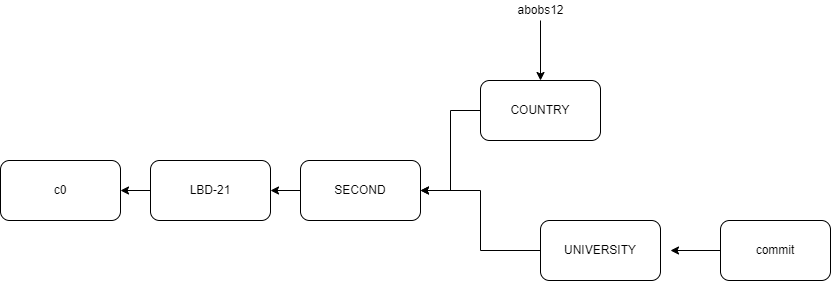 abobs12
COUNTRY
c0
LBD-21
SECOND
UNIVERSITY
commit